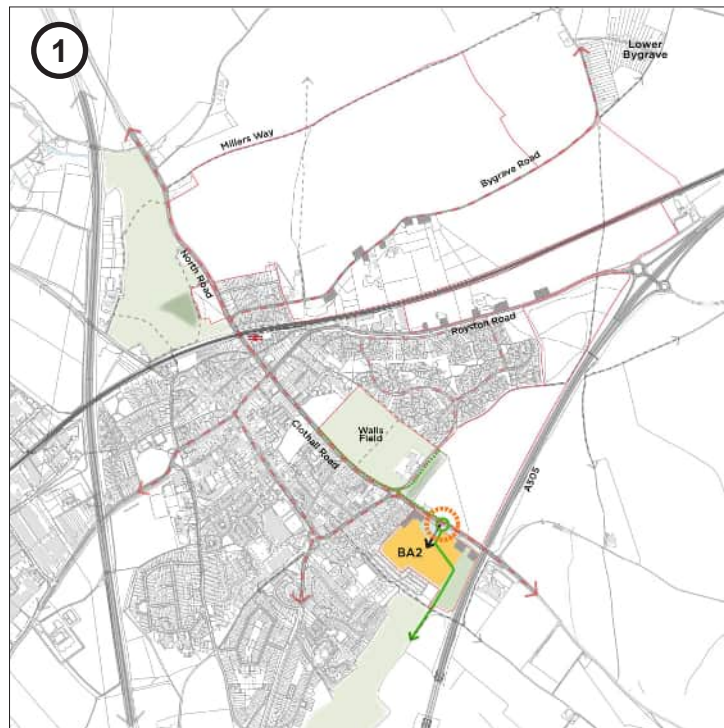 1
Lower
Bygrave
Millers Way
Bygrave Road
North Road
Royston Road
Walls
Field
Clothall Road
A505
BA2